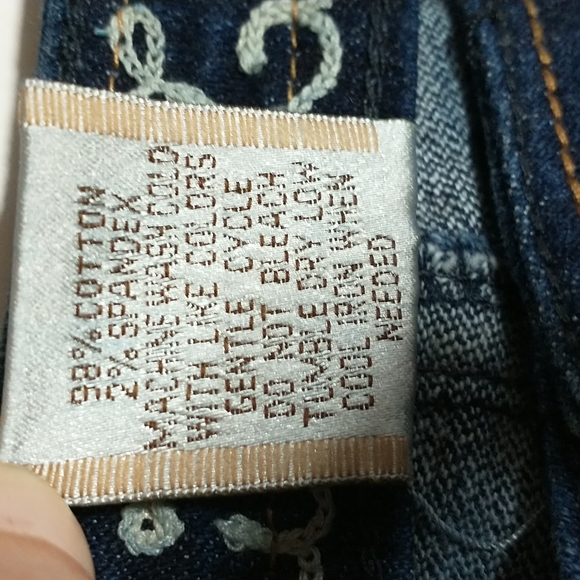 98% COTTON
2% SPANDEX
MACHINE WASH COLD
WITH LIKE COLORS
GENTLE CYCLE
DO NOT BLEACH
TUMBLE DRY LOW
COOL IRON WHEN
NEEDED